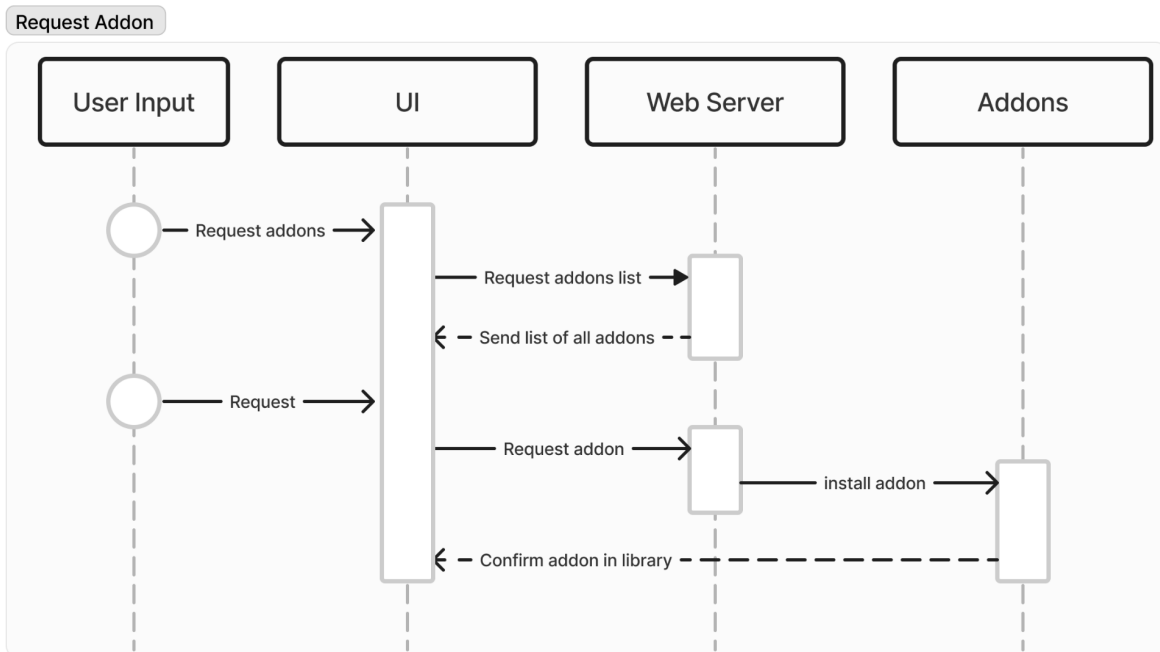 Request Addon
User Input
UI
Web Server
Addons
Request addons
Request addons list
Send list of all addons
Request
Request addon
install addon
Confirm addon in library